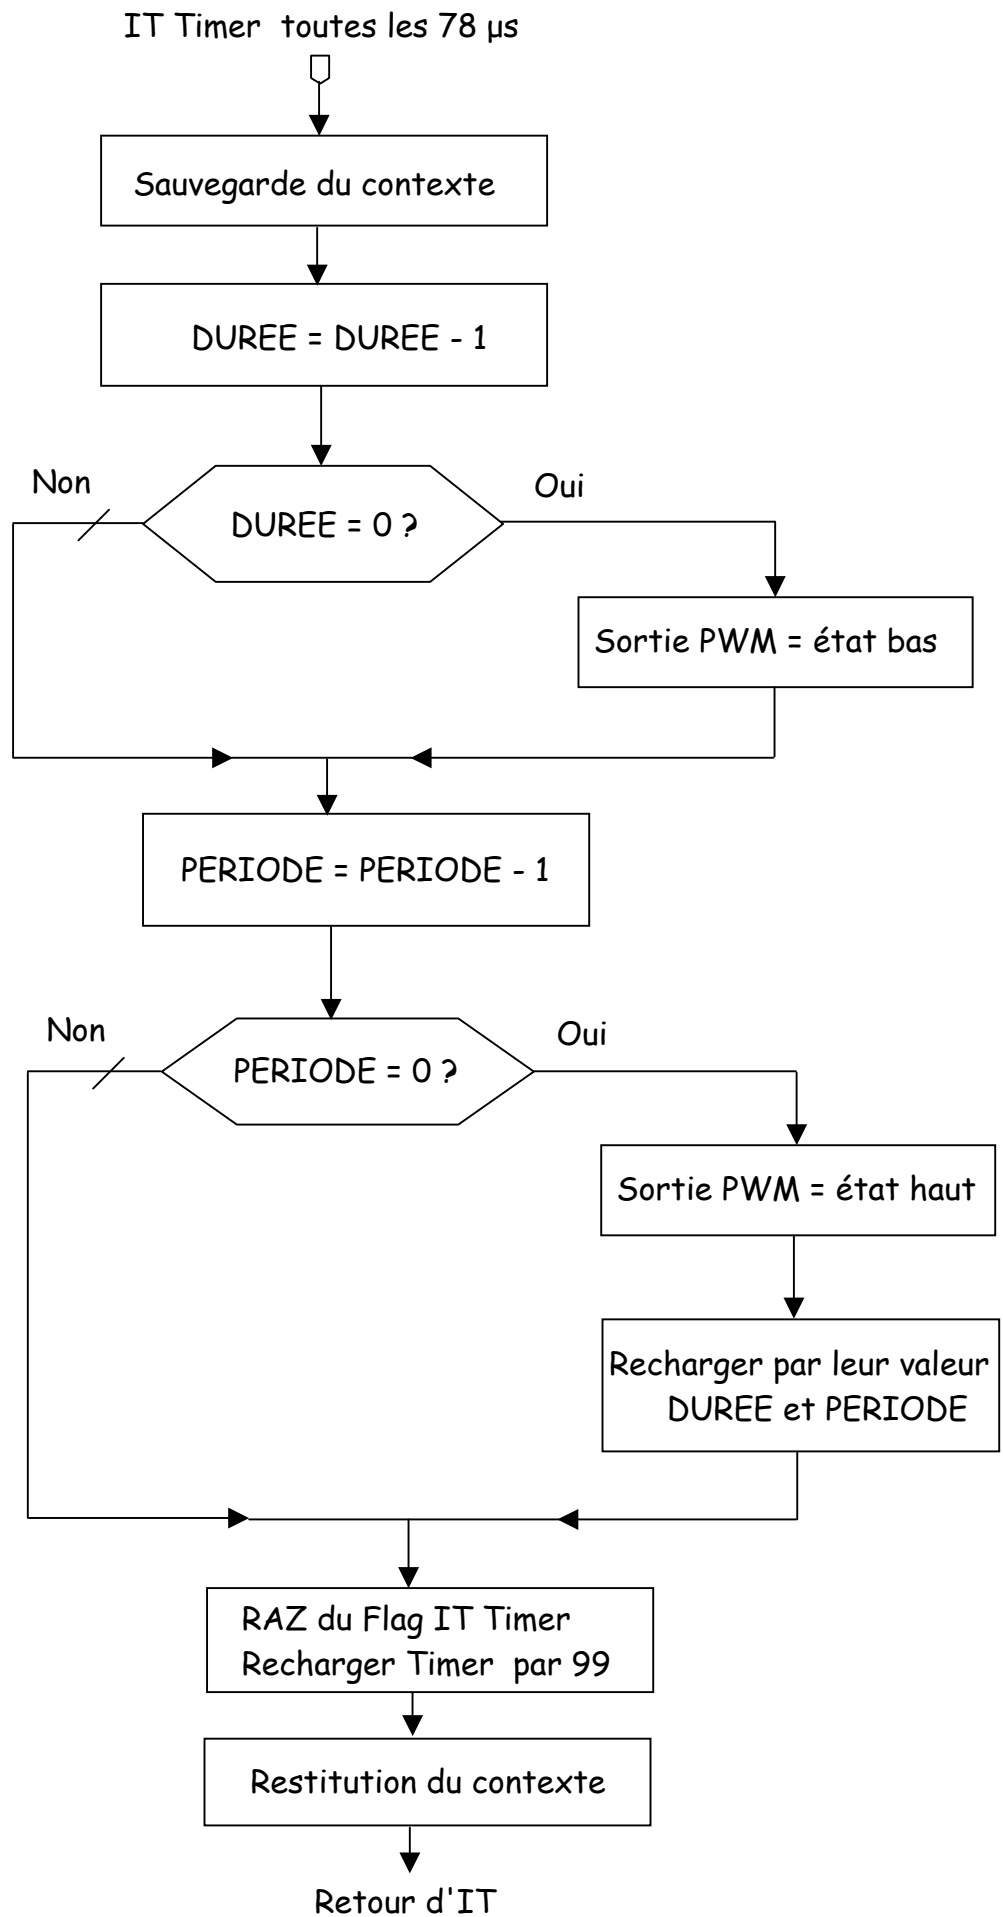 IT Timer toutes les 78 µs
Sauvegarde du contexte
DUREE = DUREE - 1
Non
Oui
DUREE = 0 ?
Sortie PWM = état bas
PERIODE = PERIODE - 1
Non
Oui
PERIODE = 0 ?
Sortie PWM = état haut
Recharger par leur valeur
DUREE et PERIODE
RAZ du Flag IT Timer
Recharger Timer par 99
Restitution du contexte
Retour d'IT